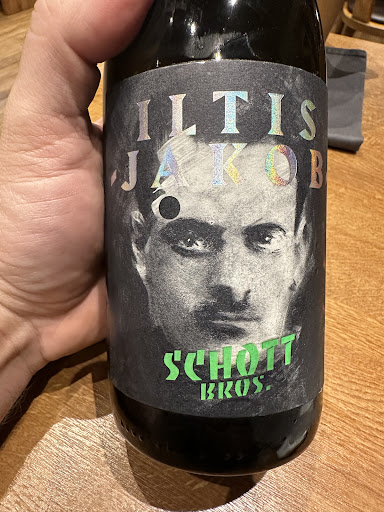 ILTIS
-JAKOB
SCHOTT
BROS.